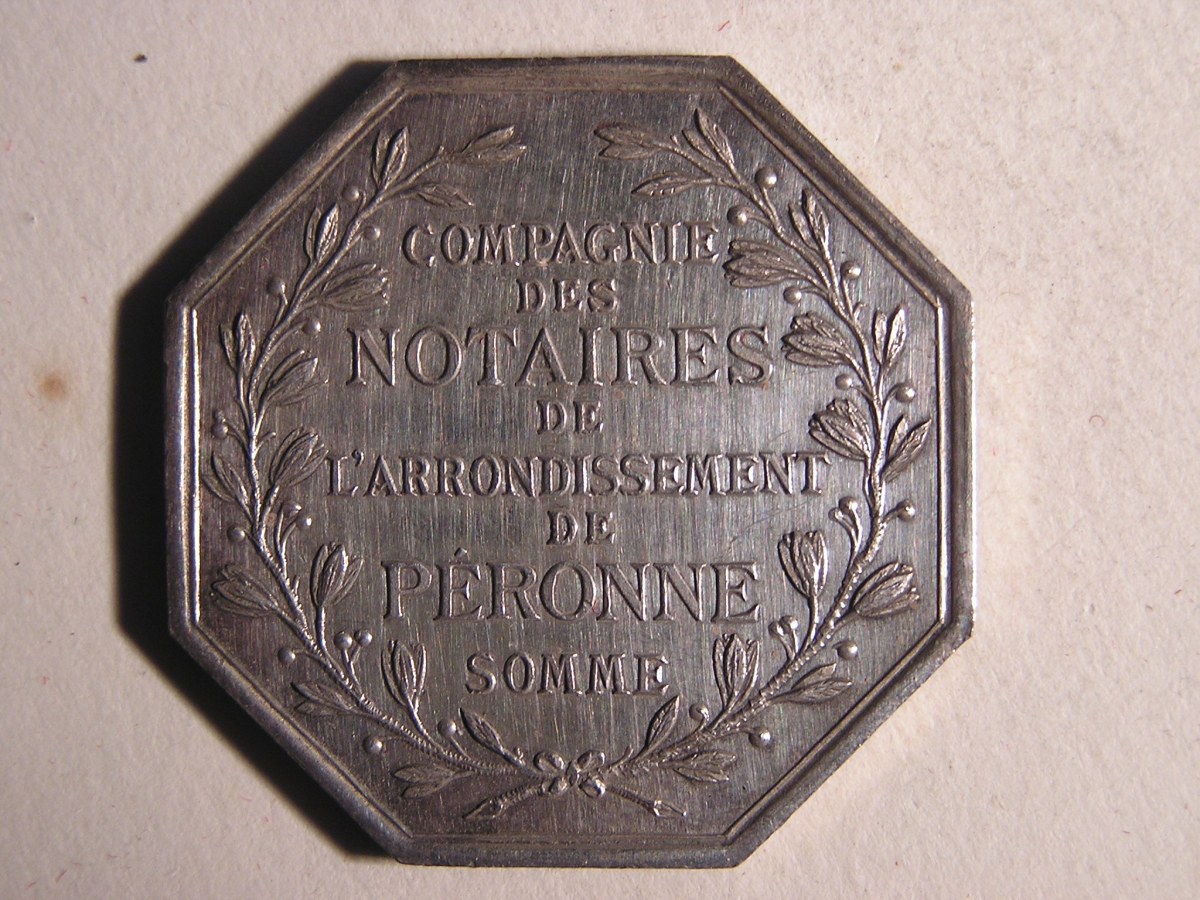 COMPAGNIE
DES
NOTAIRES
DE
L'ARRONDISSEMENT
DE
PÉRONNE
SOMME